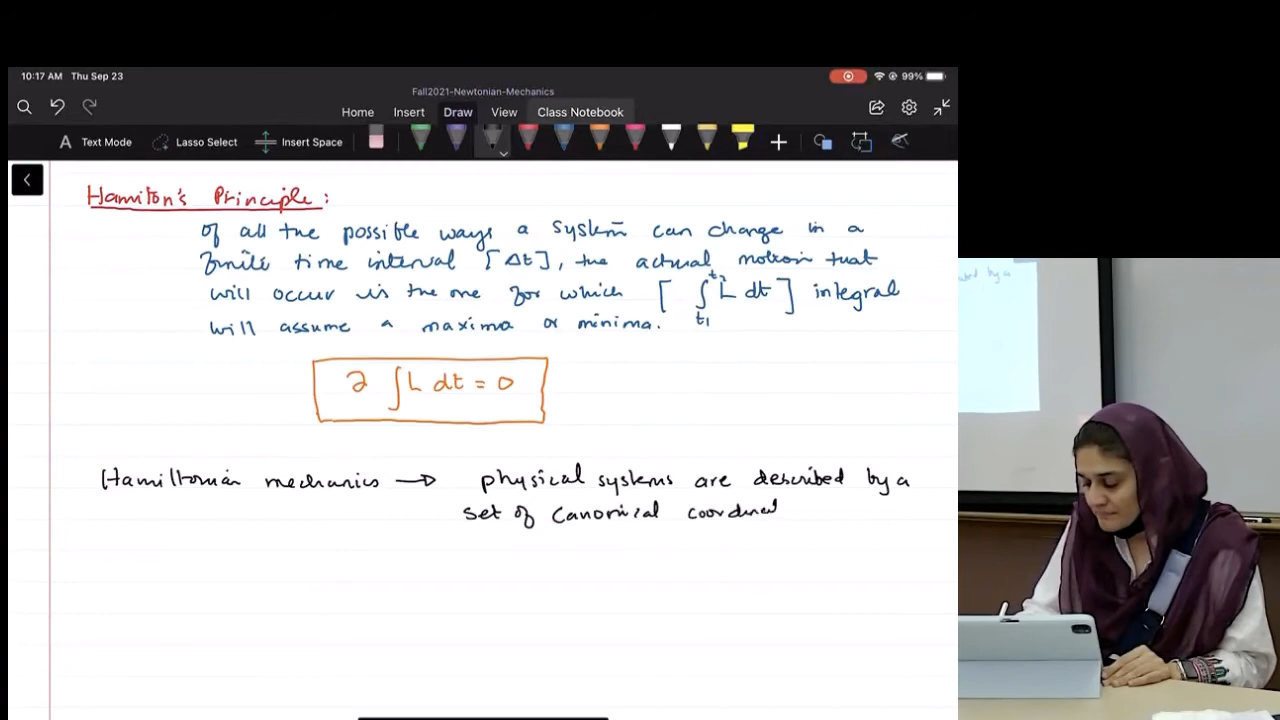 10:17 AM Thu Sep 23
99%
Fall2021-Newtonian-Mechanics
Home Insert Draw View Class Notebook
A Text Mode Lasso Select Insert Space
Hamilton's Principle:
of all the possible ways a system can change in a
finite time interval [Δt], the actual motion that
will occur is the one for which [ ∫t₁^t₂ L dt ] integral
will assume a maxima or minima.
∂ ∫L dt = 0
Hamiltonian mechanics → physical systems are described by a
set of canonical coordinat